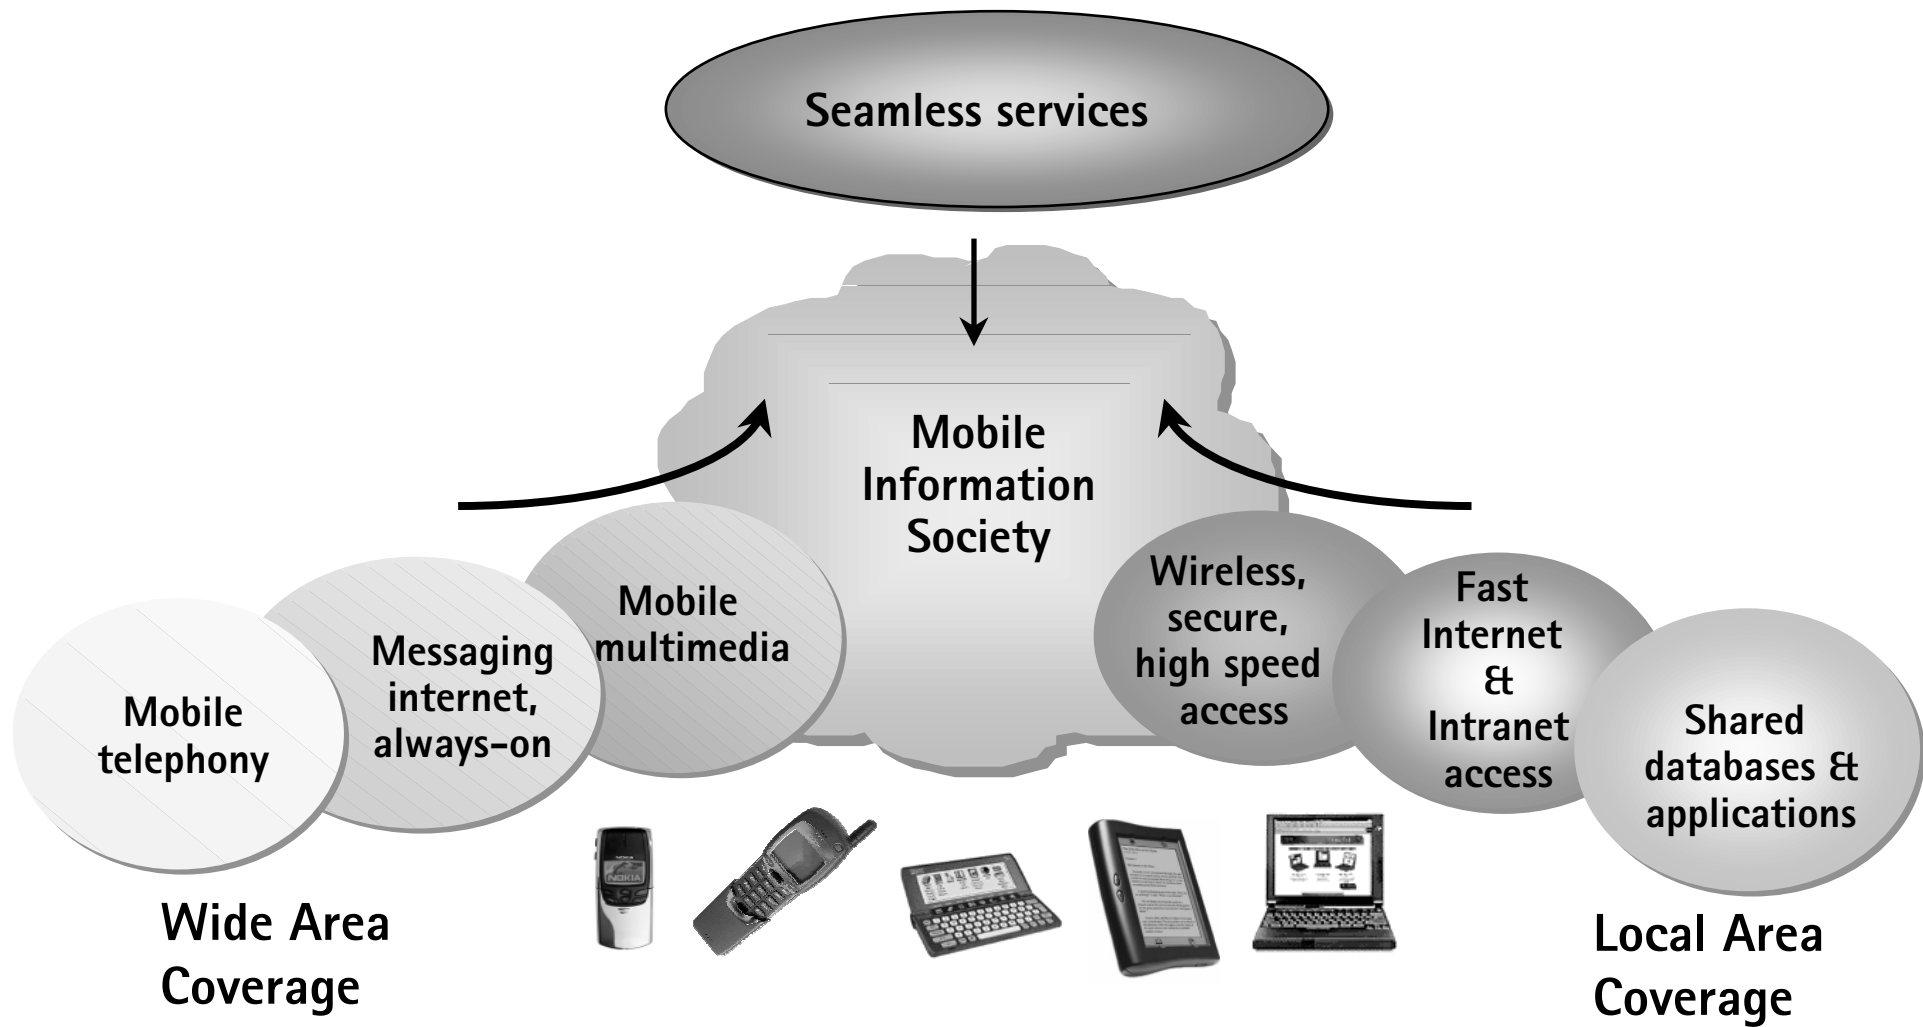 Seamless services
Mobile
Information
Society
Mobile
telephony
Messaging
internet,
always-on
Mobile
multimedia
Wireless,
secure,
high speed
access
Fast
Internet
&
Intranet
access
Shared
databases &
applications
NOKIA
Wide Area
Coverage
Local Area
Coverage